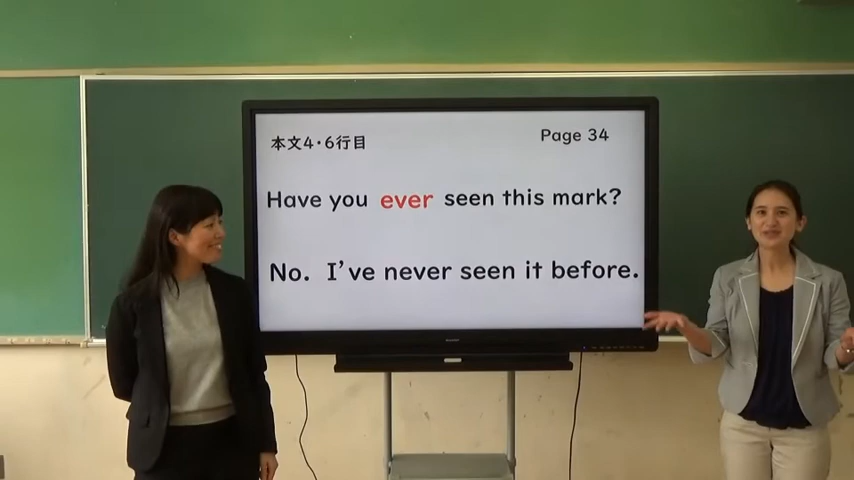 本文4・6行目
Page 34
Have you ever seen this mark?
No. I've never seen it before.